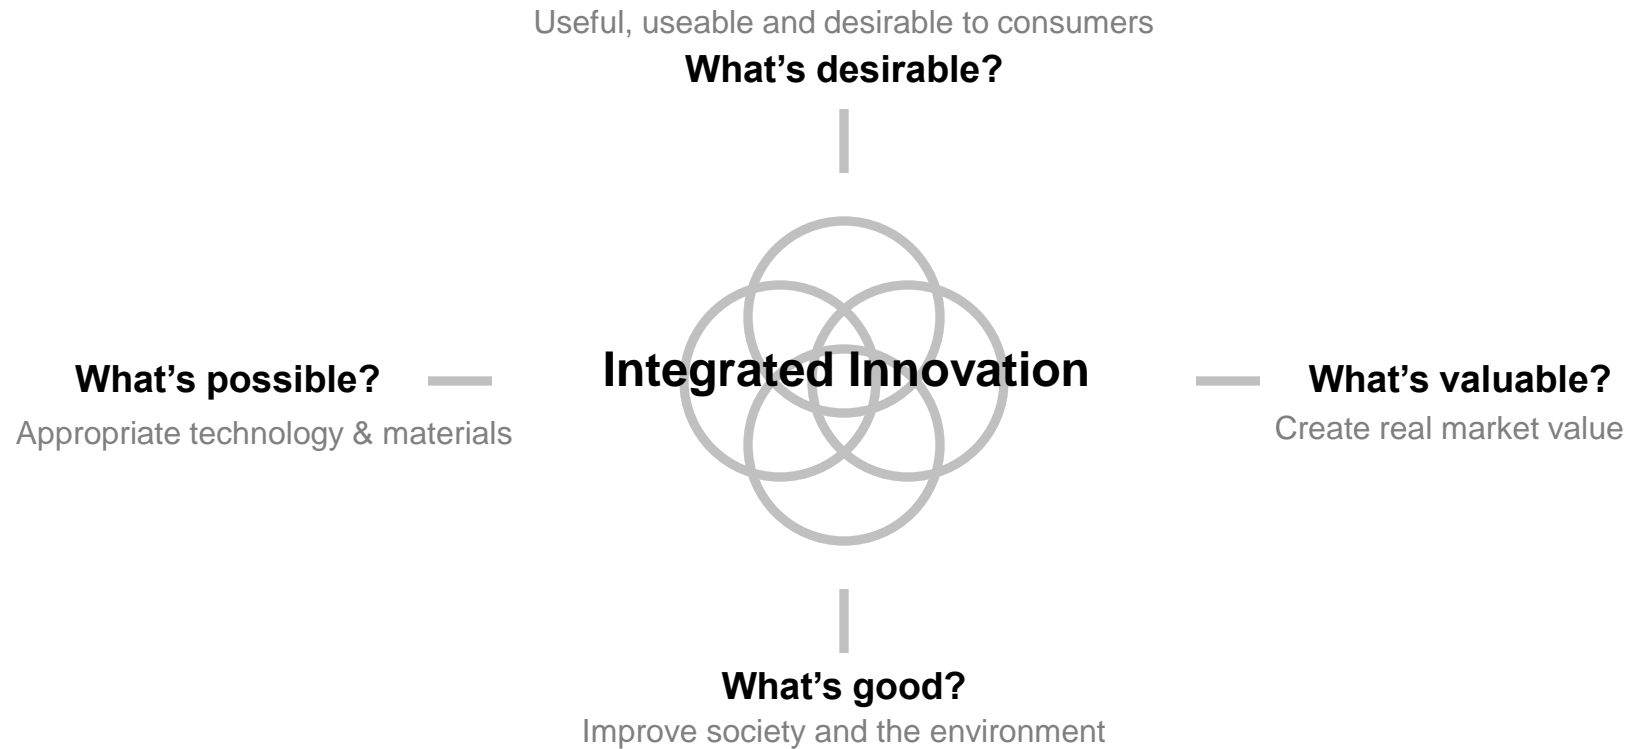 Useful, useable and desirable to consumers
What’s desirable?
What’s possible?
Appropriate technology & materials
Integrated Innovation
What’s valuable?
Create real market value
What’s good?
Improve society and the environment